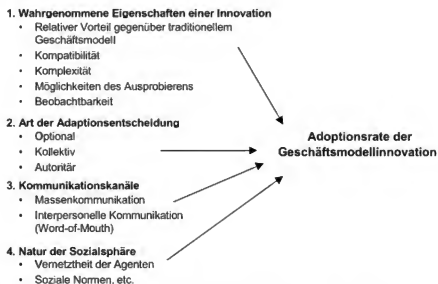 1. Wahrgenommene Eigenschaften einer Innovation
• Relativer Vorteil gegenüber traditionellem
Geschäftsmodell
• Kompatibilität
• Komplexität
• Möglichkeiten des Ausprobierens
• Beobachtbarkeit
2. Art der Adaptionsentscheidung
• Optional
• Kollektiv
• Autoritär
3. Kommunikationskanäle
• Massenkommunikation
• Interpersonelle Kommunikation
(Word-of-Mouth)
4. Natur der Sozialsphäre
• Vernetztheit der Agenten
• Soziale Normen, etc.
Adoptionsrate der
Geschäftsmodellinnovation